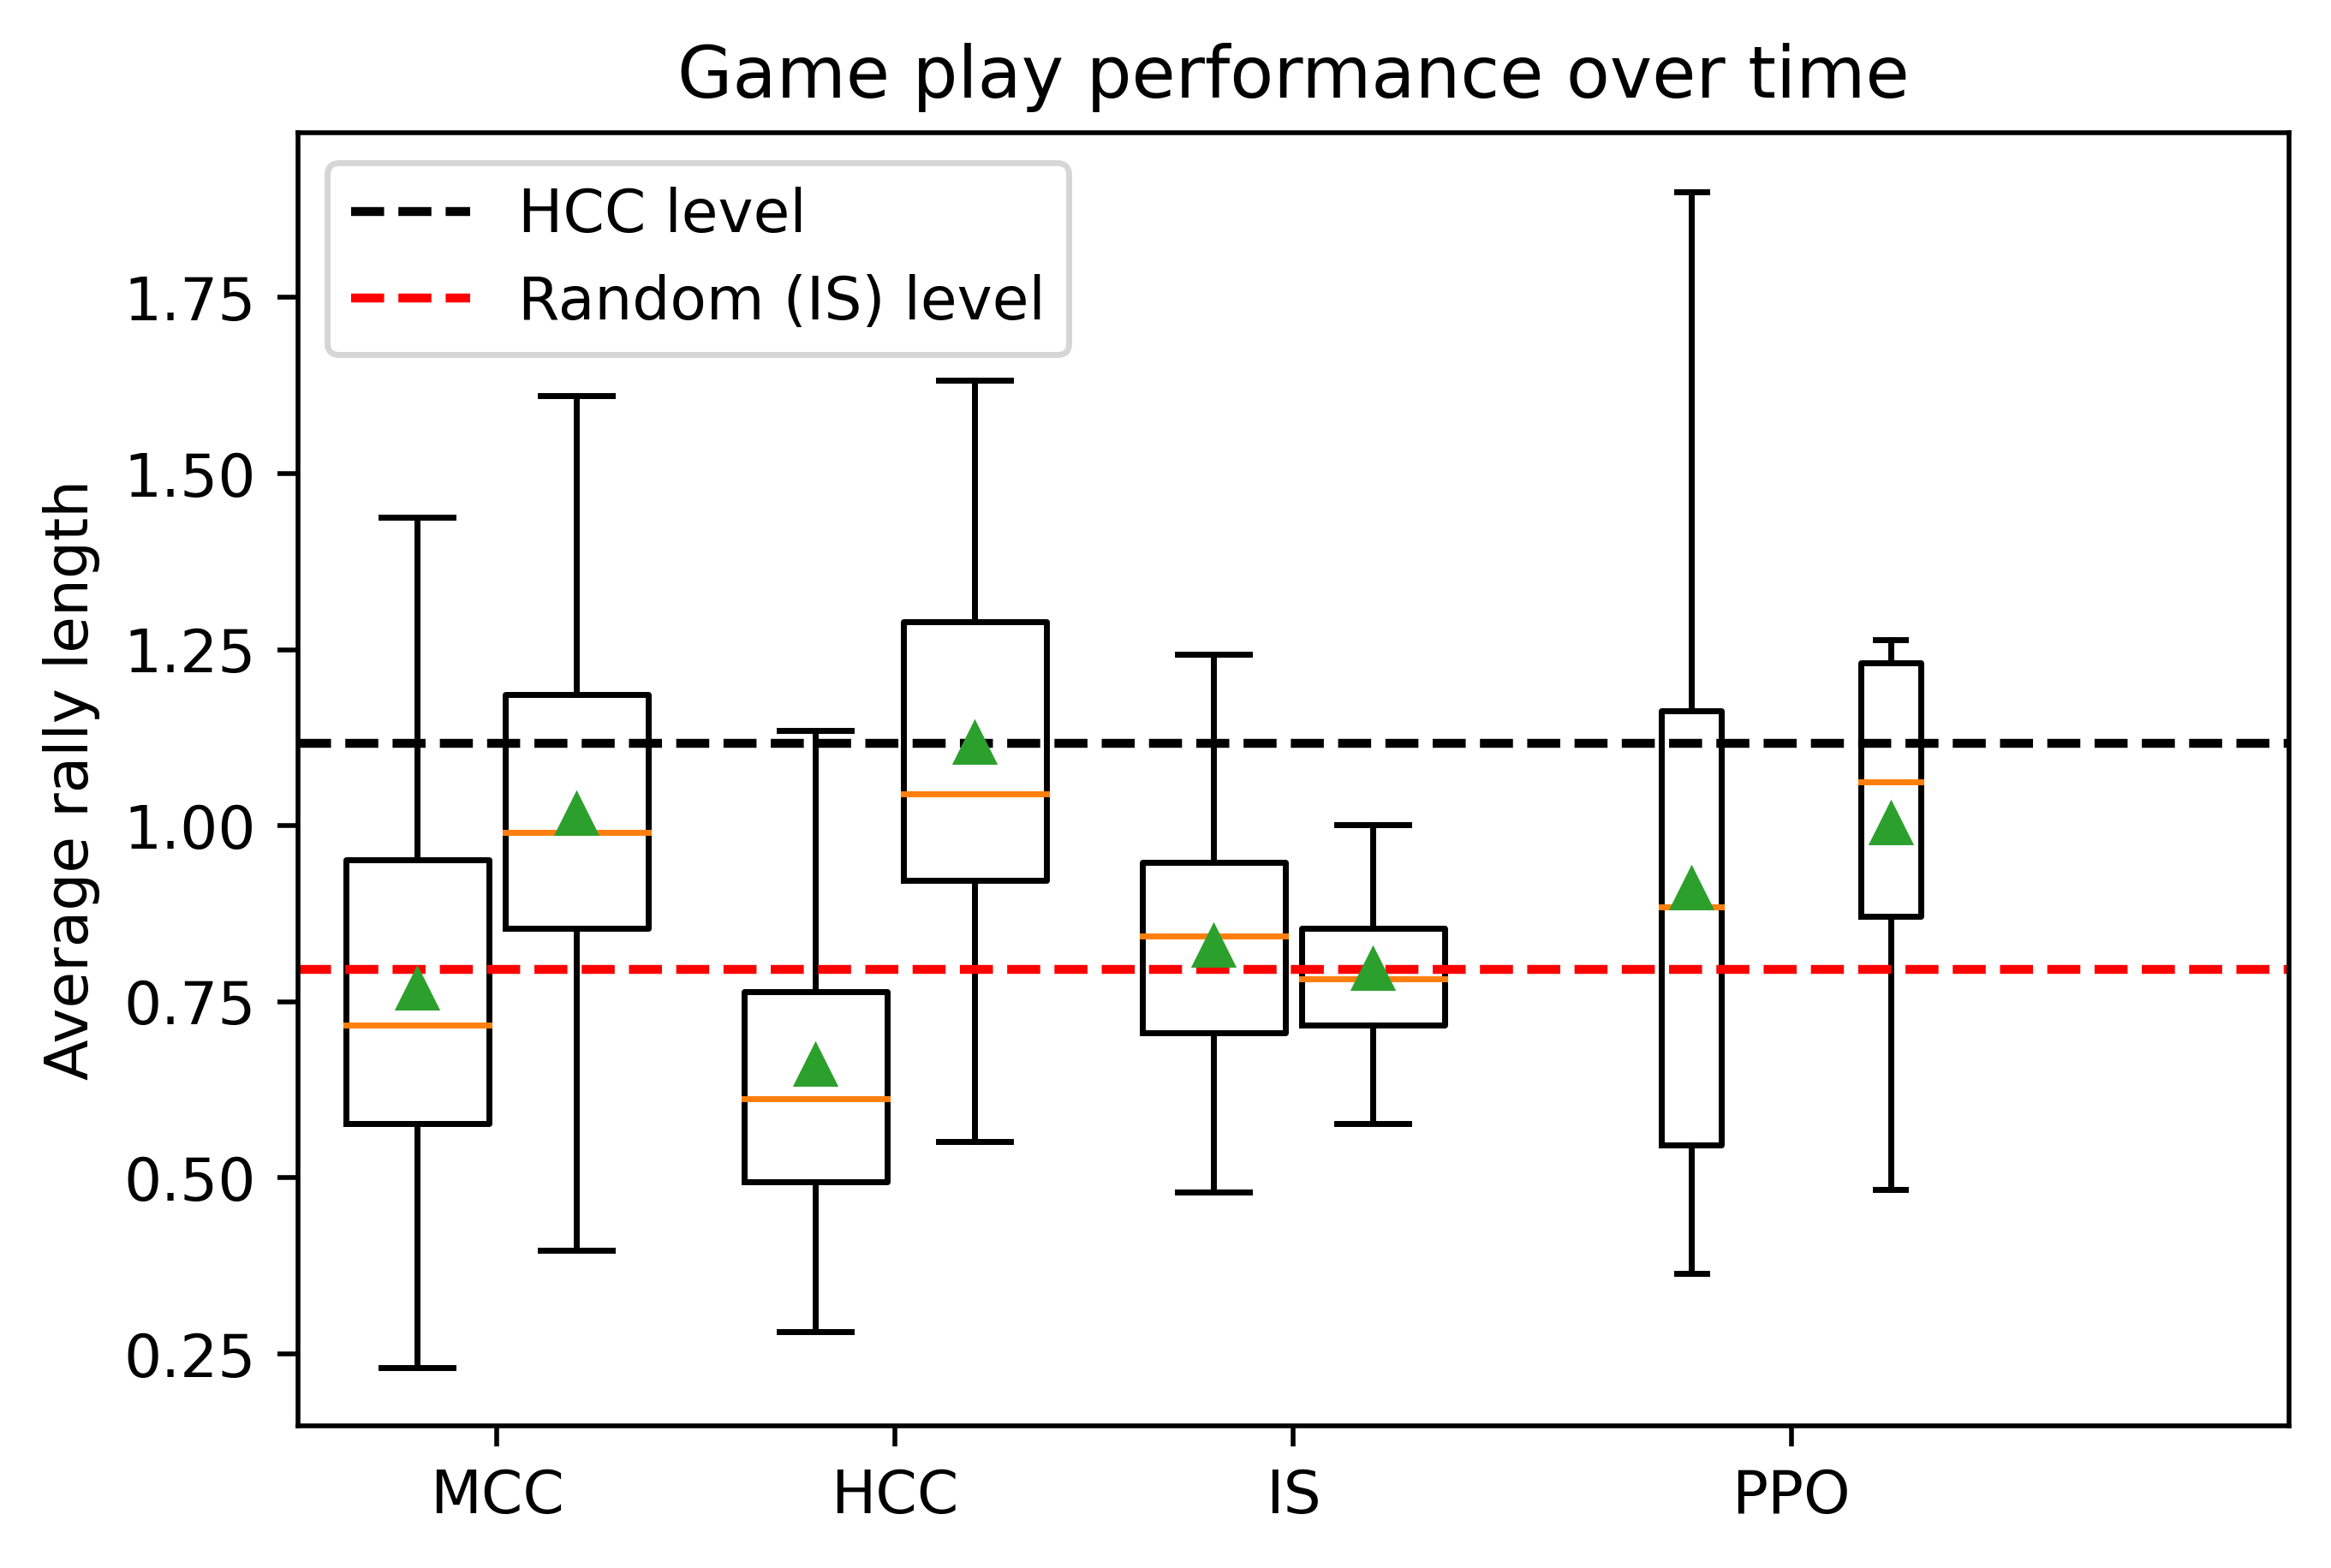 Game play performance over time
HCC level
Random (IS) level
Average rally length
1.75
1.50
1.25
1.00
0.75
0.50
0.25
MCC
HCC
IS
PPO